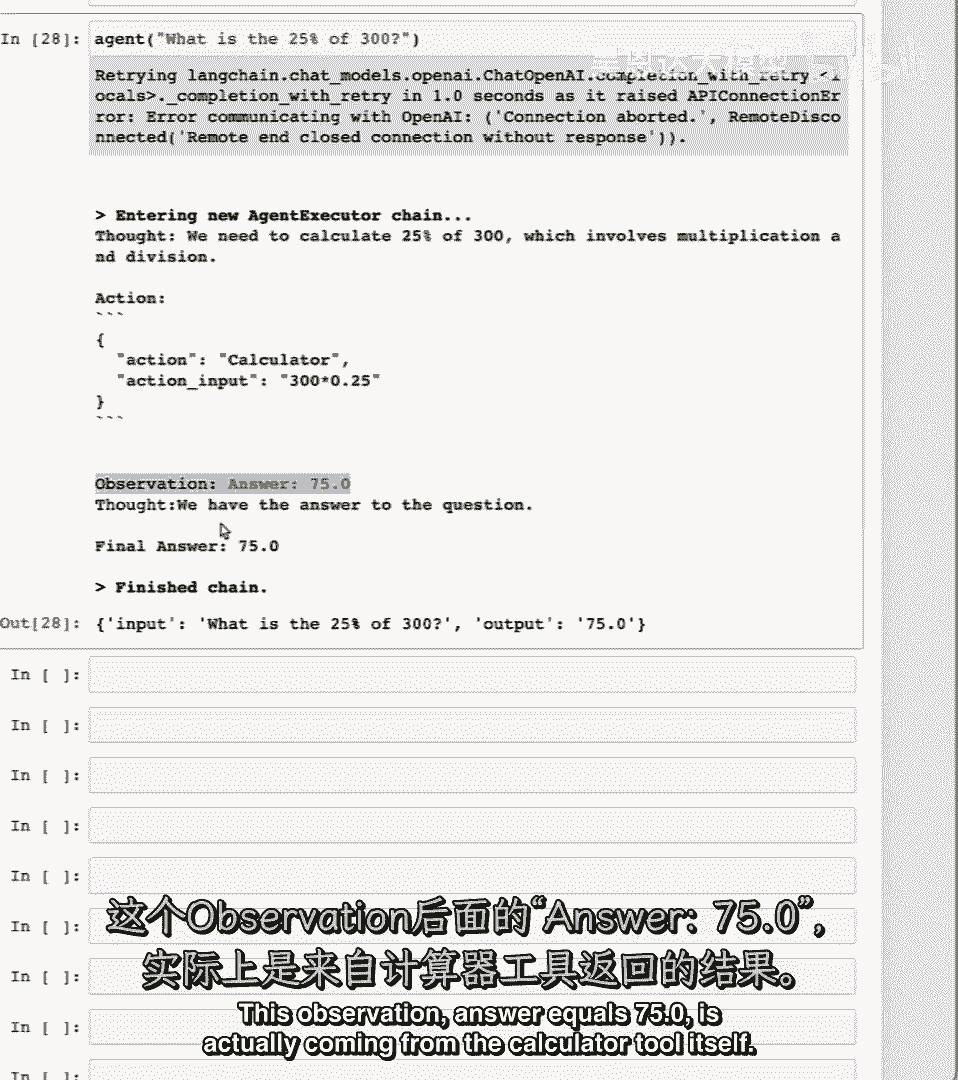 In [28]: agent("What is the 25% of 300?")
Retrying langchain.chat_models.openai.ChatOpenAI.completion_with_retry.<l
ocals>._completion_with_retry in 1.0 seconds as it raised APIConnectionEr
ror: Error communicating with OpenAI: ('Connection aborted.', RemoteDisco
nnected('Remote end closed connection without response')).
> Entering new AgentExecutor chain...
Thought: We need to calculate 25% of 300, which involves multiplication a
nd division.
Action:
```
{
  "action": "Calculator",
  "action_input": "300*0.25"
}
```
Observation: Answer: 75.0
Thought:We have the answer to the question.
Final Answer: 75.0
> Finished chain.
Out[28]: {'input': 'What is the 25% of 300?', 'output': '75.0'}
In [ ]:
In [ ]:
In [ ]:
In [ ]:
In [ ]:
In [ ]:
In [ ]:
In [ ]:
In [ ]:
这个Observation后面的“Answer: 75.0”,
实际上是来自计算器工具返回的结果。
This observation, answer equals 75.0, is
actually coming from the calculator tool itself.